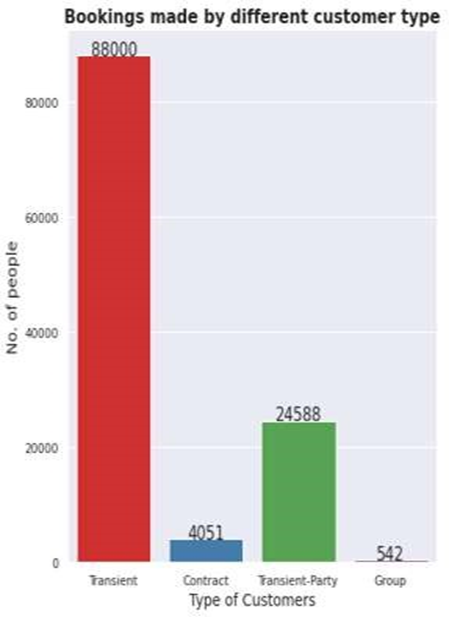 Bookings made by different customer type
88000
80000
60000
No. of people
40000
24588
20000
4051
542
0
Transient Contract Transient-Party Group
Type of Customers